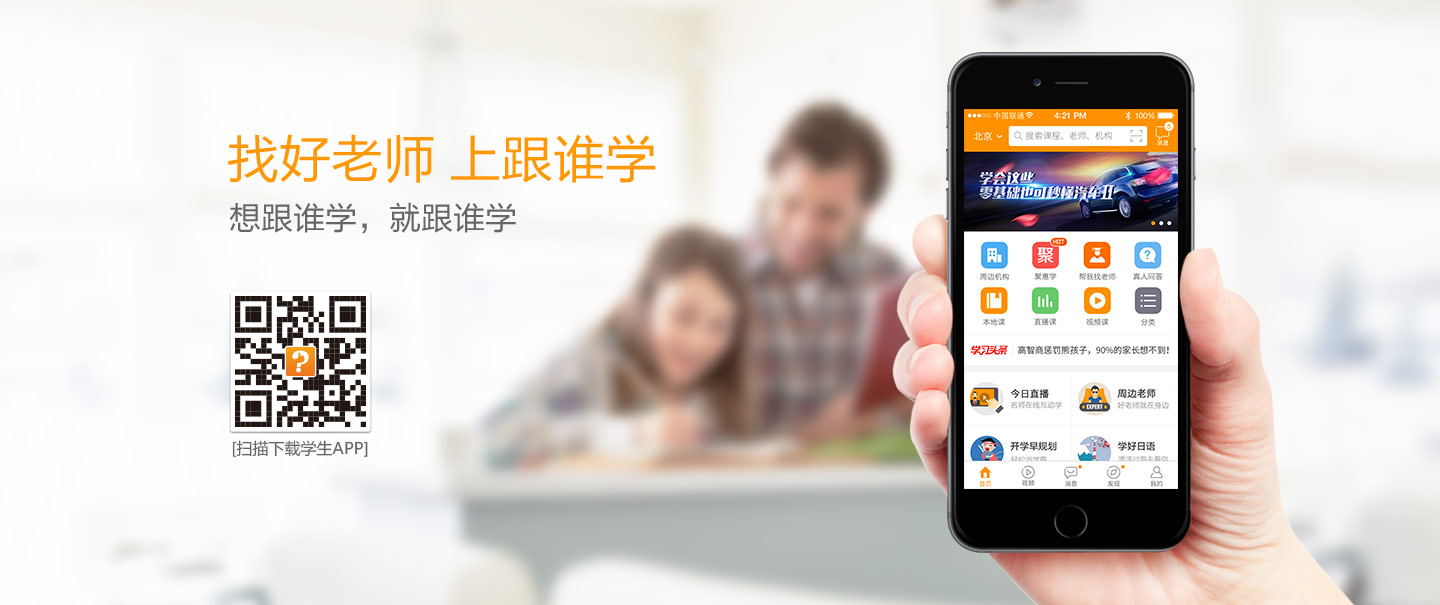 找好老师 上跟谁学
想跟谁学，就跟谁学
[扫描下载学生APP]
中国联通 4:21 PM 100%
北京 搜索课程、老师、机构 5
消息
学会这些
零基础也可秒懂汽车!!
HOT
聚
周边机构 聚惠学 帮我找老师 真人问答
本地课 直播课 视频课 分类
学习头条 高智商惩罚熊孩子，90%的家长想不到！
今日直播 周边老师
名师在线互动学 好老师就在身边
EXPERT
开学早规划 学好日语
首页 视频 消息 发现 我的